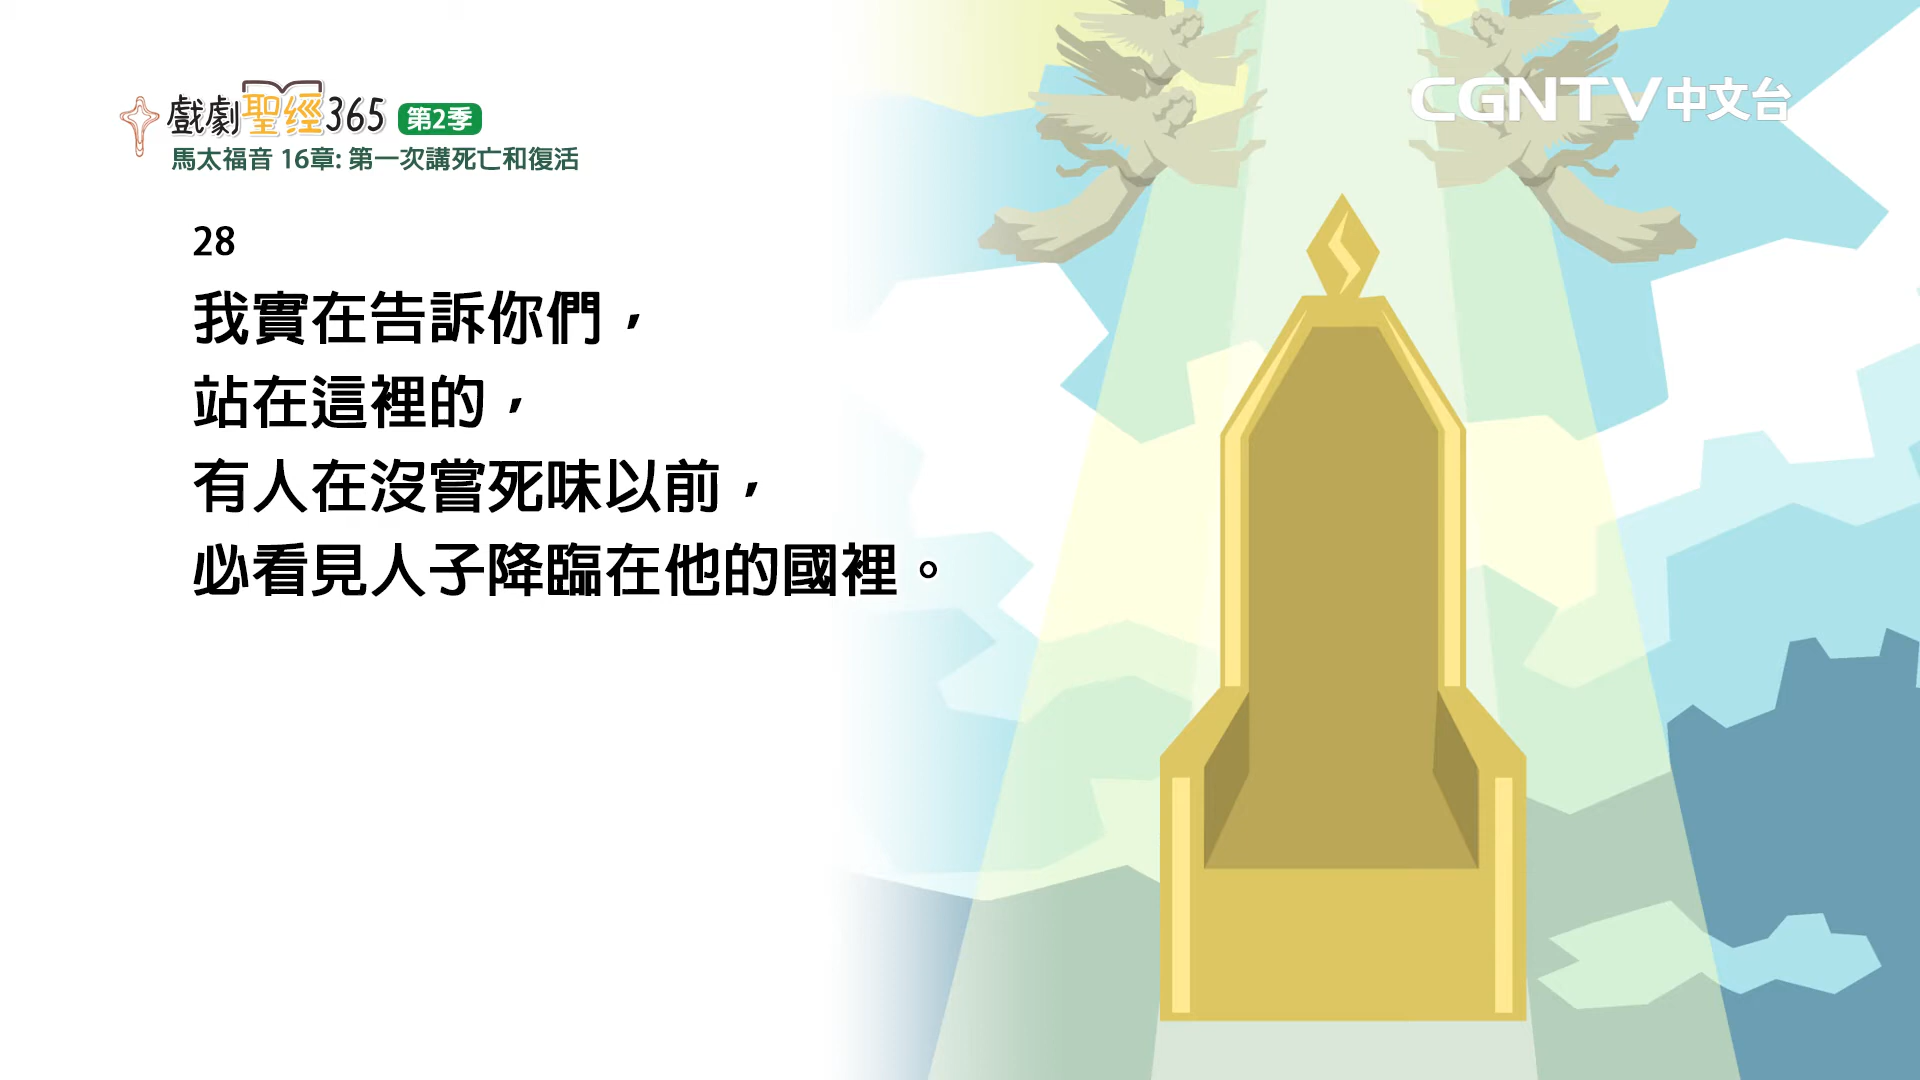 戲劇聖經365 第2季
CGNTV中文台
馬太福音 16章: 第一次講死亡和復活
28
我實在告訴你們，
站在這裡的，
有人在沒嘗死味以前，
必看見人子降臨在他的國裡。